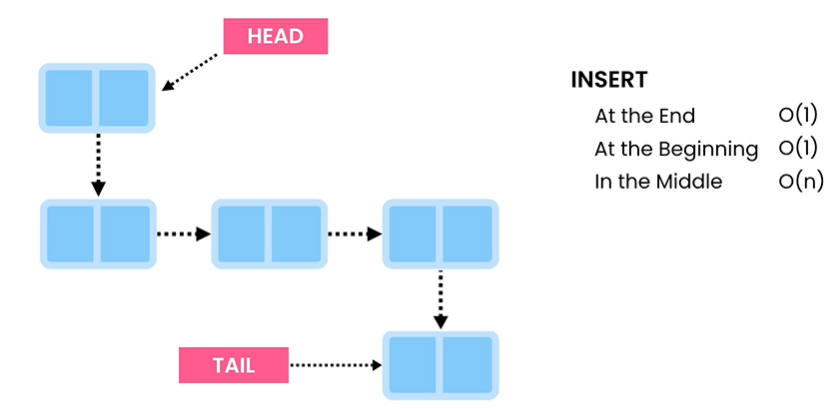 HEAD
INSERT
At the End O(1)
At the Beginning O(1)
In the Middle O(n)
TAIL